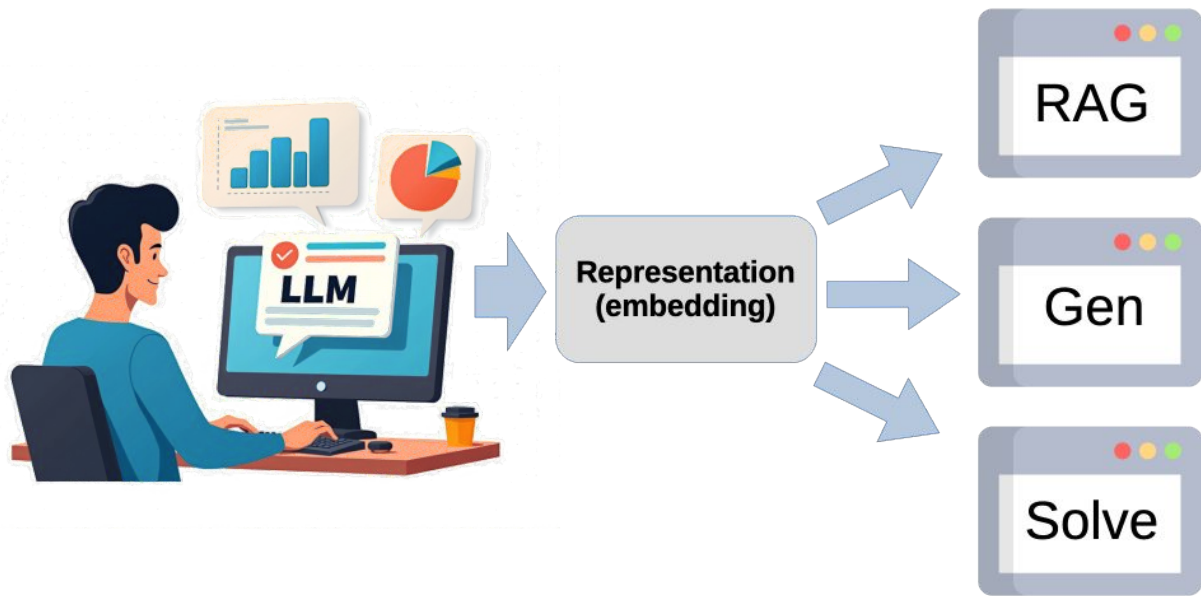 LLM
Representation
(embedding)
RAG
Gen
Solve